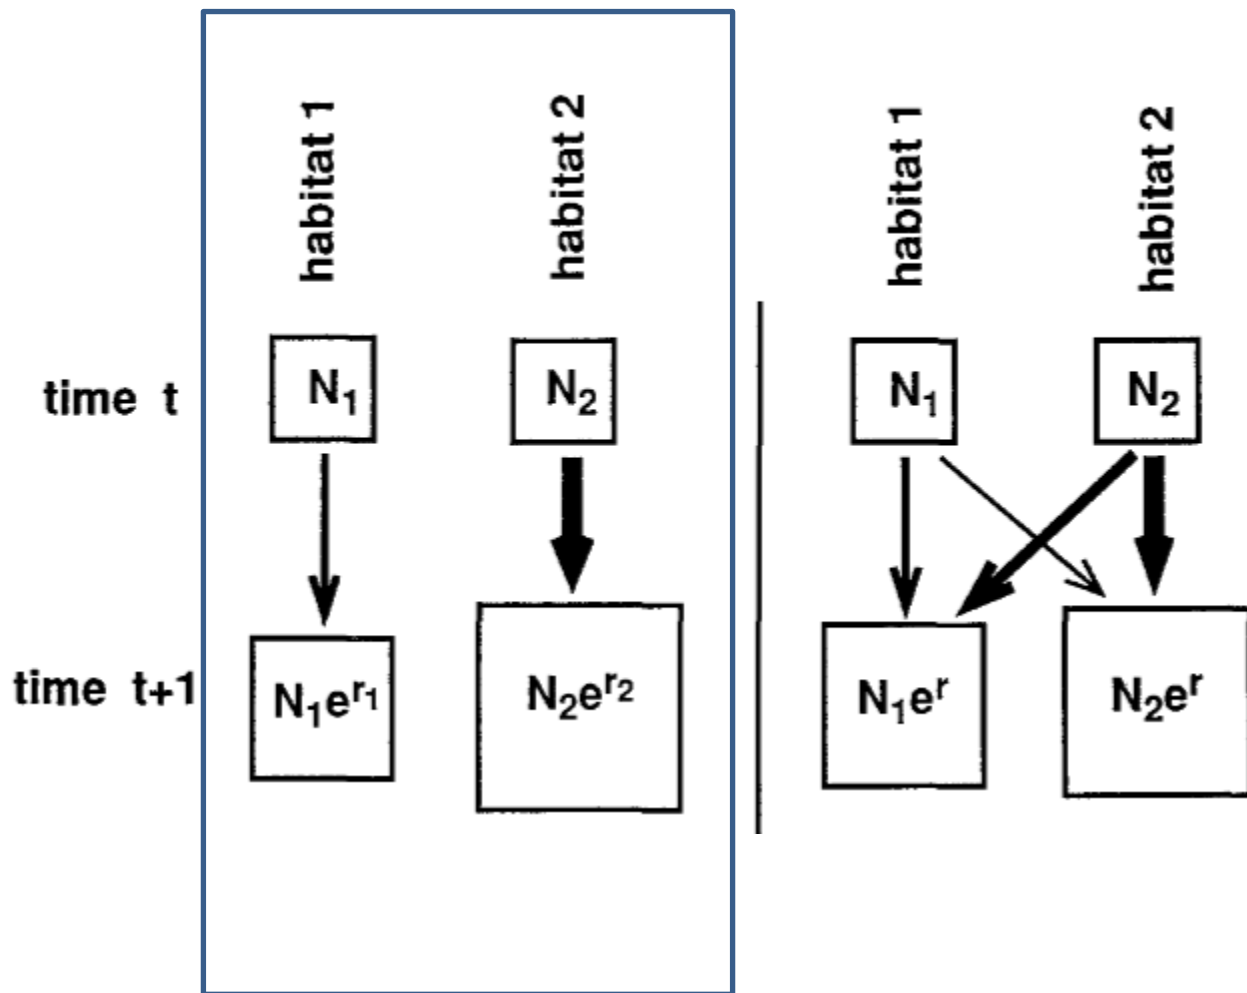 habitat 1
habitat 2
habitat 1
habitat 2
time t
N₁
N₂
N₁
N₂
time t+1
N₁eʳ¹
N₂eʳ²
N₁eʳ
N₂eʳ